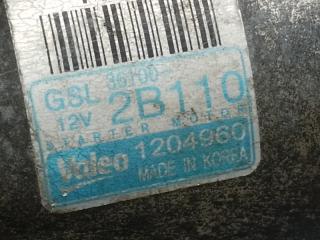 GSL 36100
12V 2B110
STARTER MOTOR
Valeo 1204960
MADE IN KOREA